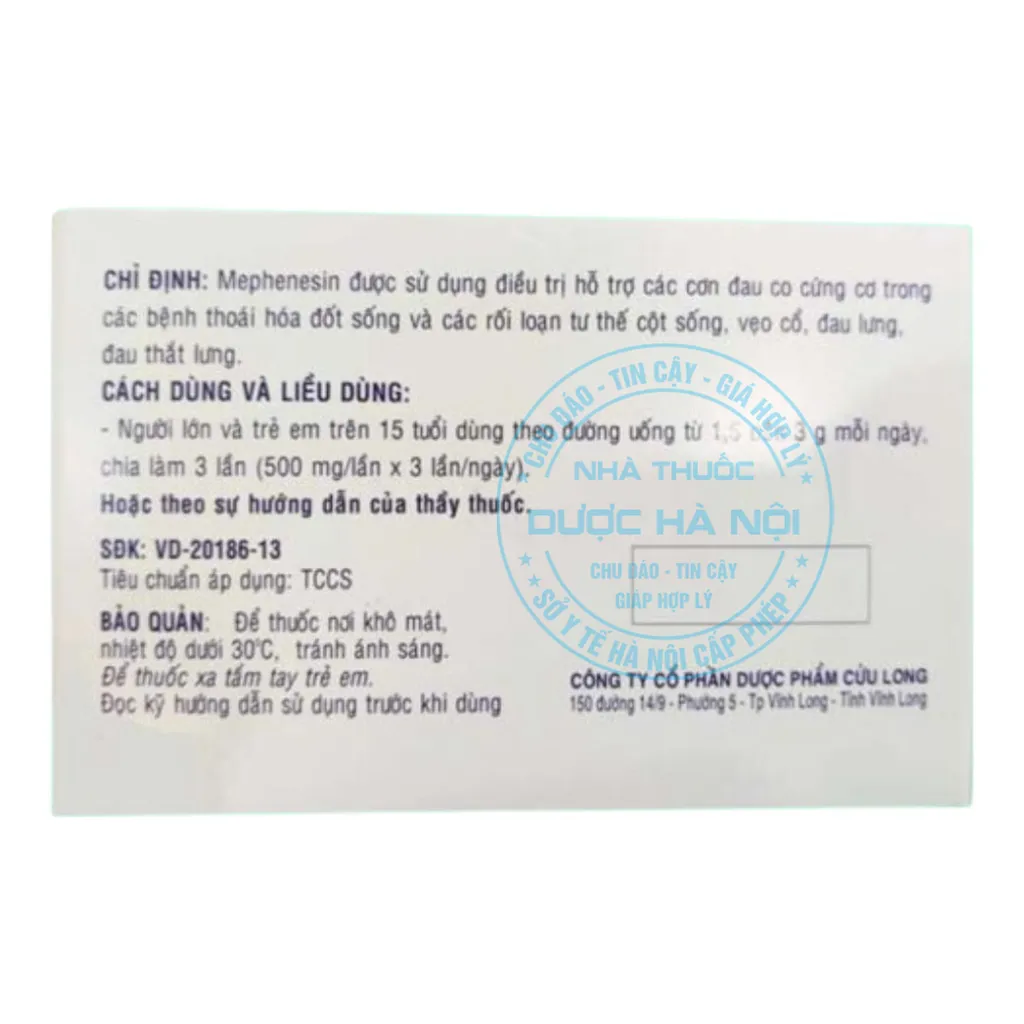 CHỈ ĐỊNH: Mephenesin được sử dụng điều trị hỗ trợ các cơn đau co cứng cơ trong
các bệnh thoái hóa đốt sống và các rối loạn tư thế cột sống, vẹo cổ, đau lưng,
đau thắt lưng.
CÁCH DÙNG VÀ LIỀU DÙNG:
- Người lớn và trẻ em trên 15 tuổi dùng theo đường uống từ 1,5 3 g mỗi ngày,
chia làm 3 lần (500 mg/lần x 3 lần/ngày).
Hoặc theo sự hướng dẫn của thầy thuốc.
SĐK: VD-20186-13
Tiêu chuẩn áp dụng: TCCS
BẢO QUẢN: Để thuốc nơi khô mát,
nhiệt độ dưới 30°C, tránh ánh sáng.
Để thuốc xa tầm tay trẻ em.
Đọc kỹ hướng dẫn sử dụng trước khi dùng
CÔNG TY CỔ PHẦN DƯỢC PHẨM CỬU LONG
150 đường 14/9 - Phường 5 - Tp Vĩnh Long - Tỉnh Vĩnh Long
CHU ĐÁO - TIN CẬY - GIÁ HỢP LÝ
NHÀ THUỐC
DƯỢC HÀ NỘI
CHU ĐÁO - TIN CẬY
GIÁP HỢP LÝ
SỞ Y TẾ HÀ NỘI CẤP PHÉP